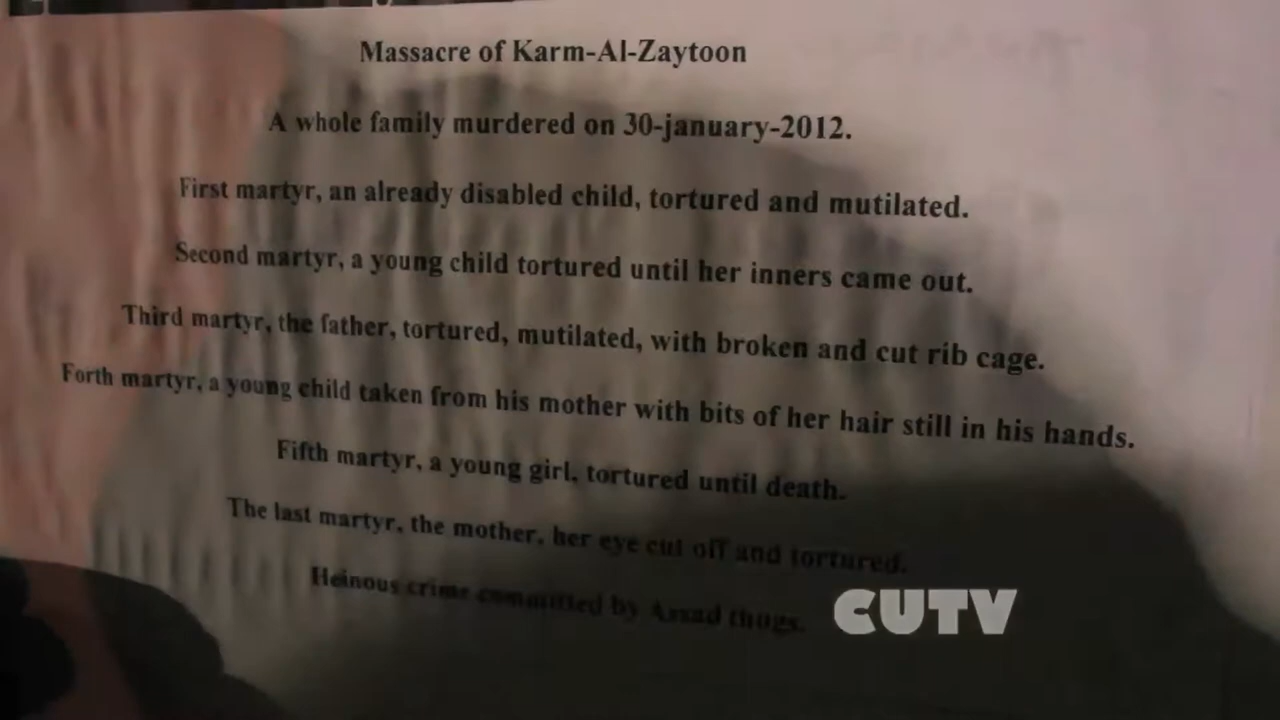 Massacre of Karm-Al-Zaytoon
A whole family murdered on 30-january-2012.
First martyr, an already disabled child, tortured and mutilated.
Second martyr, a young child tortured until her inners came out.
Third martyr, the father, tortured, mutilated, with broken and cut rib cage.
Forth martyr, a young child taken from his mother with bits of her hair still in his hands.
Fifth martyr, a young girl, tortured until death.
The last martyr, the mother, her eye cut off and tortured.
Heinous crime committed by Assad thugs.
CUTV